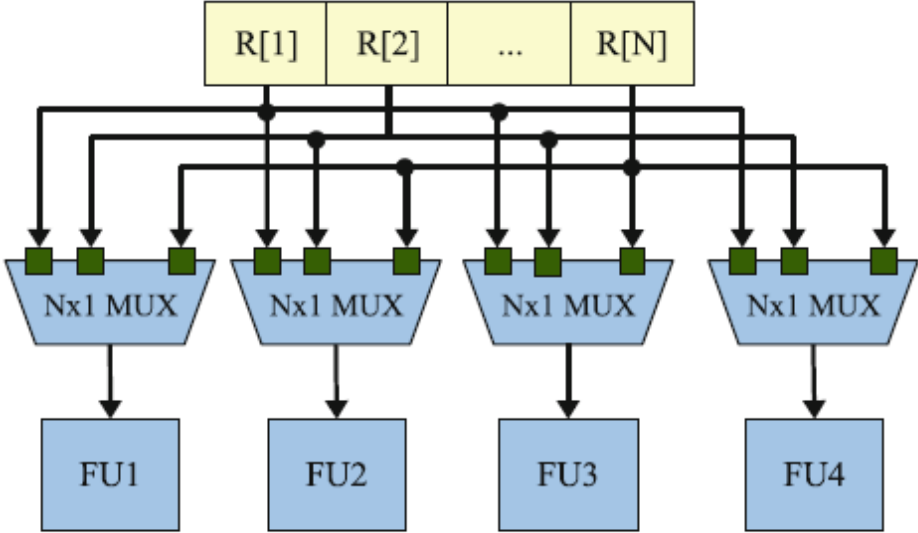 R[1] R[2] ... R[N]
Nx1 MUX Nx1 MUX Nx1 MUX Nx1 MUX
FU1 FU2 FU3 FU4